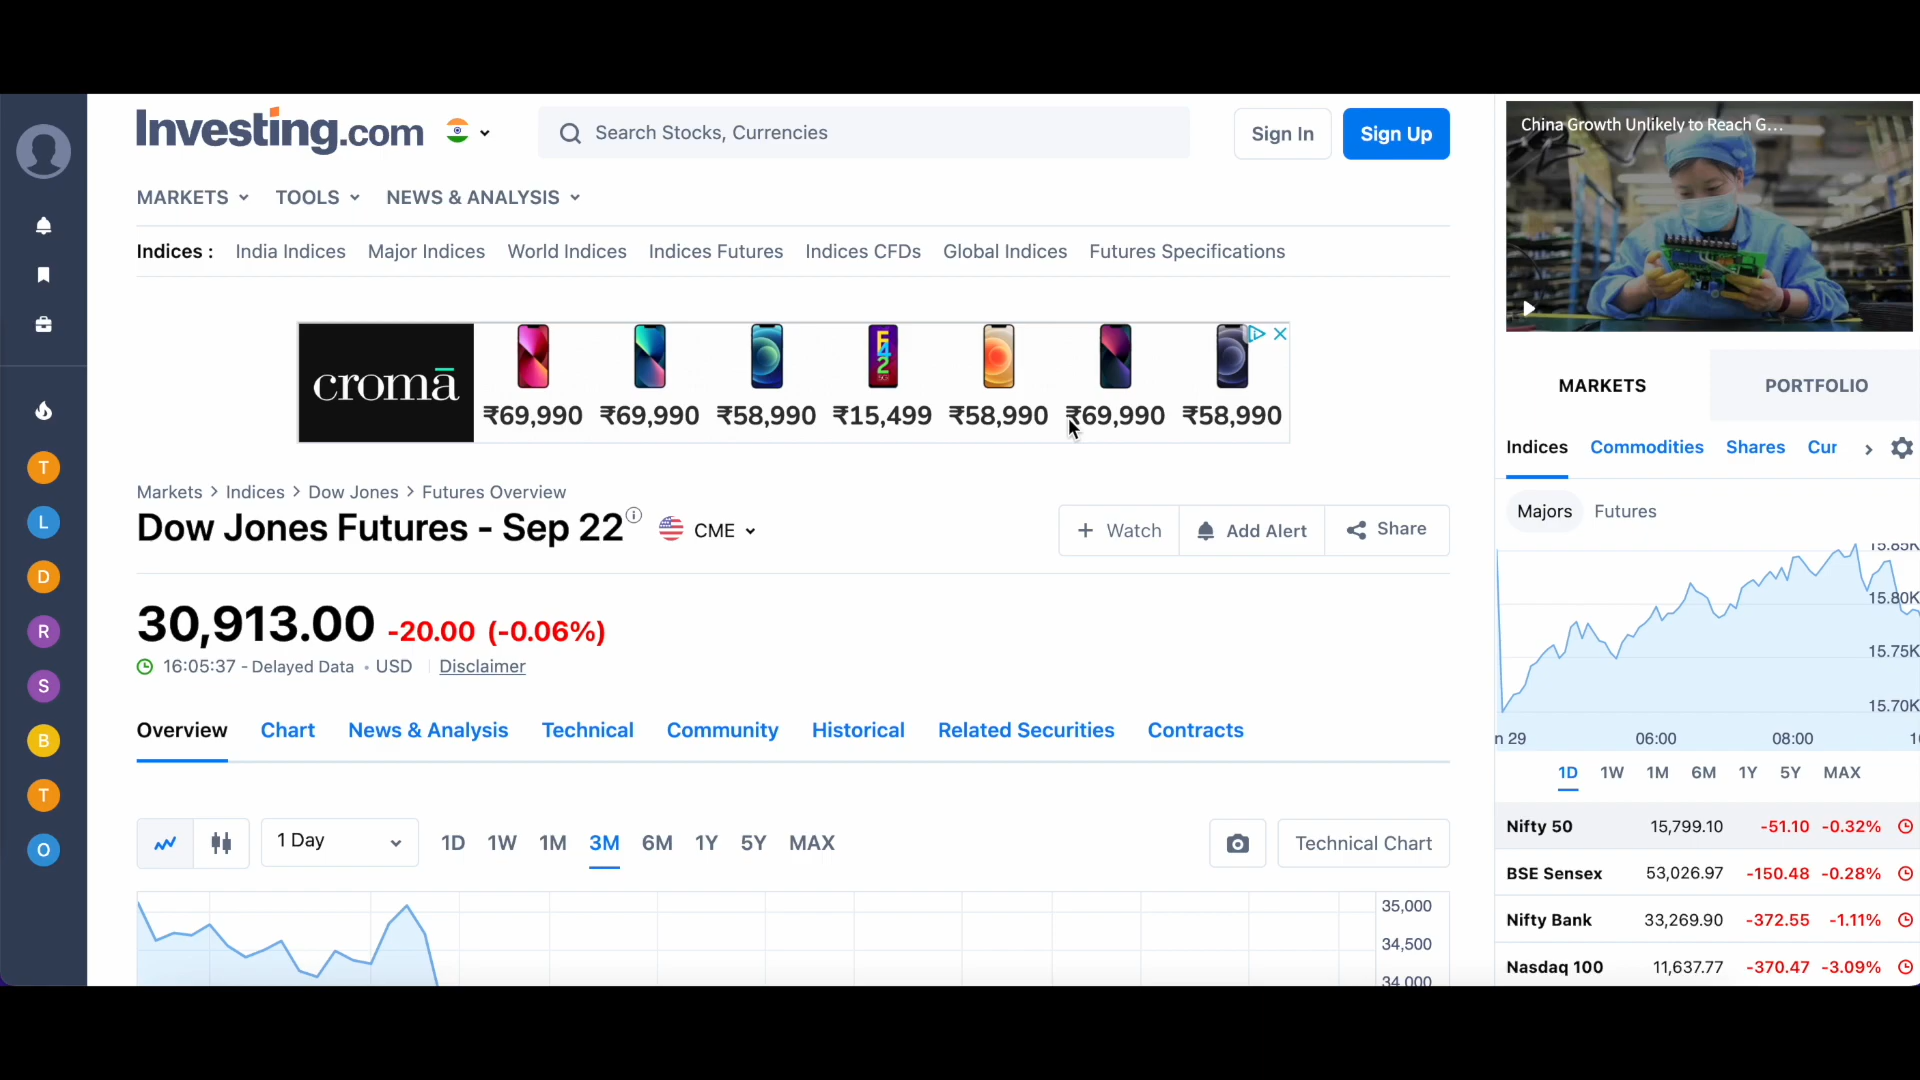 Investing.com
Search Stocks, Currencies
Sign In
Sign Up
MARKETS
TOOLS
NEWS & ANALYSIS
Indices :
India Indices
Major Indices
World Indices
Indices Futures
Indices CFDs
Global Indices
Futures Specifications
cromā
F42
5G
₹69,990
₹69,990
₹58,990
₹15,499
₹58,990
₹69,990
₹58,990
Markets > Indices > Dow Jones > Futures Overview
Dow Jones Futures - Sep 22
CME
+ Watch
Add Alert
Share
30,913.00 -20.00 (-0.06%)
16:05:37 - Delayed Data • USD
Disclaimer
Overview
Chart
News & Analysis
Technical
Community
Historical
Related Securities
Contracts
1 Day
1D
1W
1M
3M
6M
1Y
5Y
MAX
Technical Chart
35,000
34,500
34,000
T
L
D
R
S
B
T
O
China Growth Unlikely to Reach G...
MARKETS
PORTFOLIO
Indices
Commodities
Shares
Cur
Majors
Futures
15.85K
15.80K
15.75K
15.70K
n 29
06:00
08:00
1D
1W
1M
6M
1Y
5Y
MAX
Nifty 50 15,799.10 -51.10 -0.32%
BSE Sensex 53,026.97 -150.48 -0.28%
Nifty Bank 33,269.90 -372.55 -1.11%
Nasdaq 100 11,637.77 -370.47 -3.09%